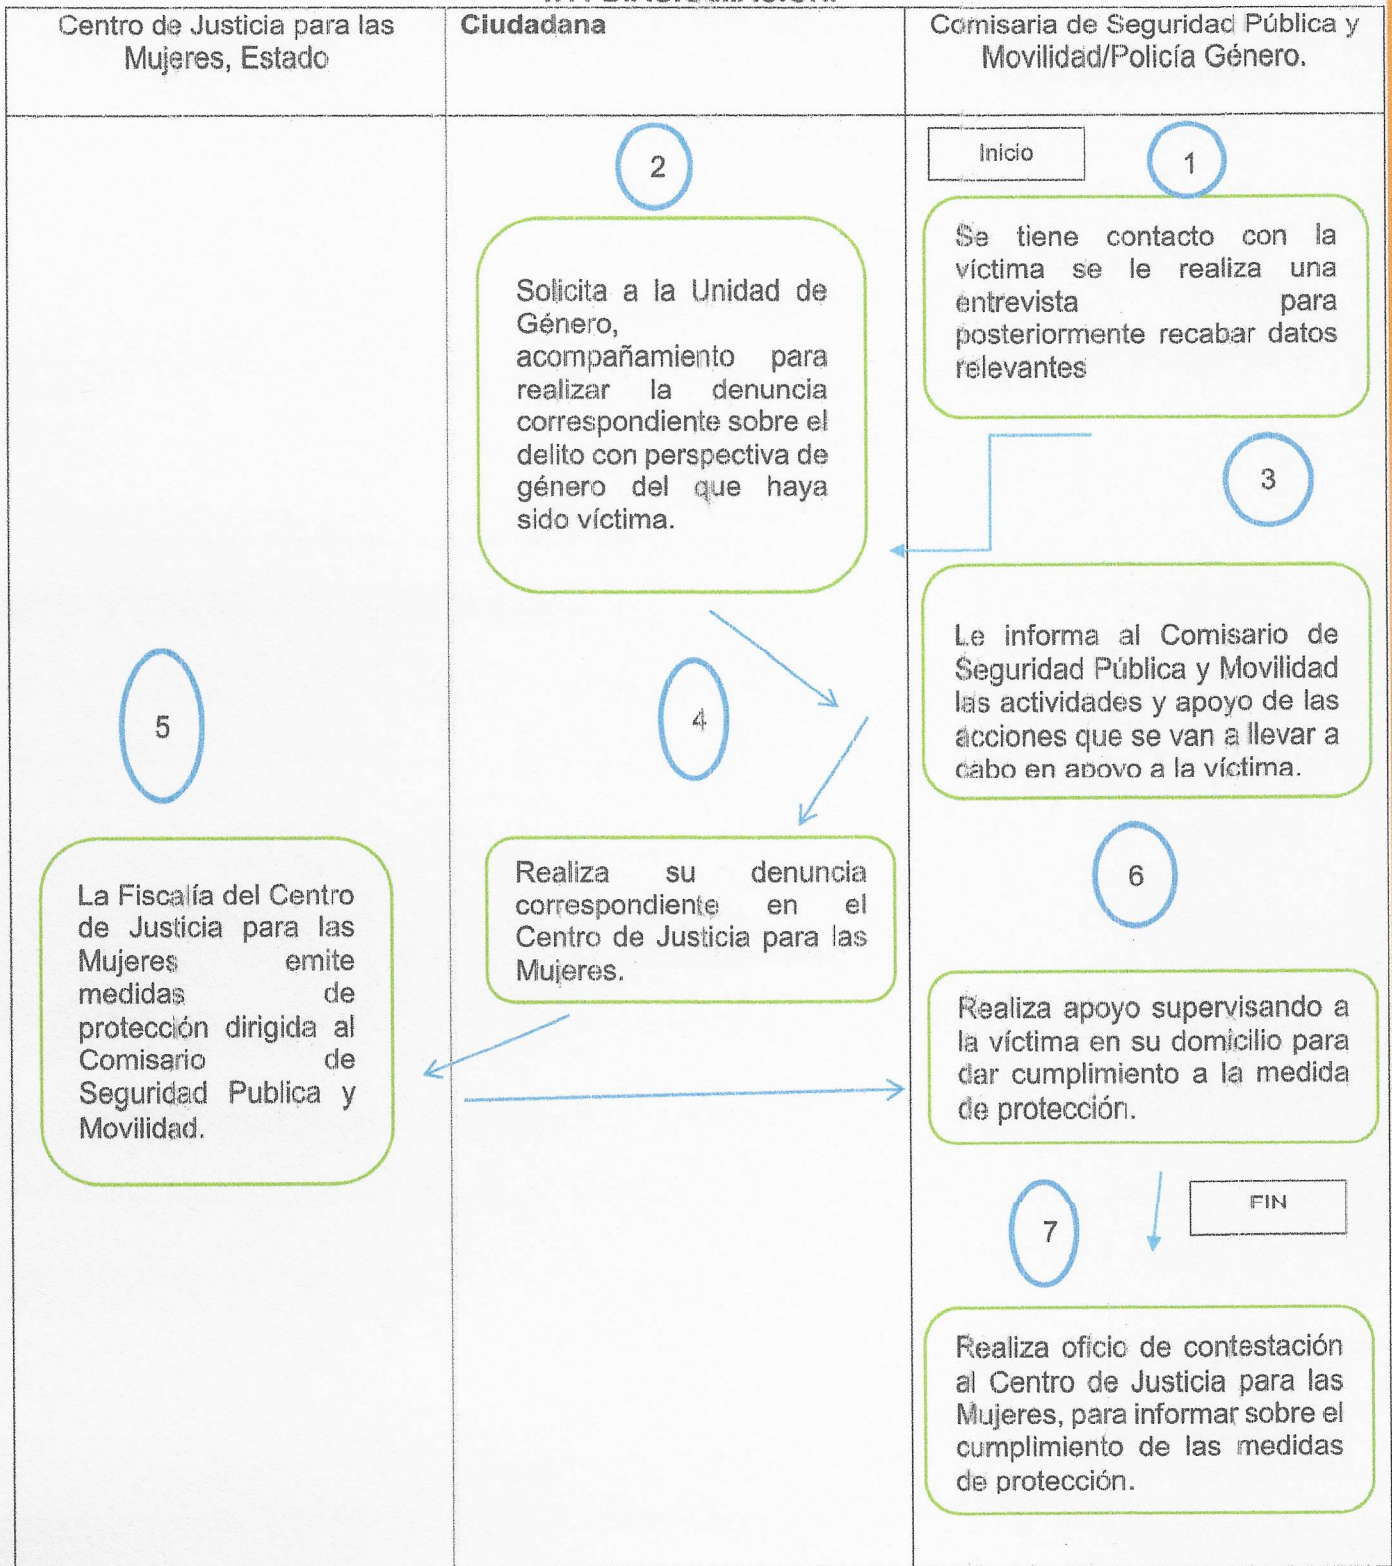 Centro de Justicia para las
Mujeres, Estado
Ciudadana
Comisaria de Seguridad Pública y
Movilidad/Policía Género.
Inicio
1
Se tiene contacto con la
víctima se le realiza una
entrevista para
posteriormente recabar datos
relevantes
2
Solicita a la Unidad de
Género,
acompañamiento para
realizar la denuncia
correspondiente sobre el
delito con perspectiva de
género del que haya
sido víctima.
3
Le informa al Comisario de
Seguridad Pública y Movilidad
las actividades y apoyo de las
acciones que se van a llevar a
cabo en apoyo a la víctima.
4
Realiza su denuncia
correspondiente en el
Centro de Justicia para las
Mujeres.
5
La Fiscalía del Centro
de Justicia para las
Mujeres emite
medidas de
protección dirigida al
Comisario de
Seguridad Publica y
Movilidad.
6
Realiza apoyo supervisando a
la víctima en su domicilio para
dar cumplimiento a la medida
de protección.
FIN
7
Realiza oficio de contestación
al Centro de Justicia para las
Mujeres, para informar sobre el
cumplimiento de las medidas
de protección.